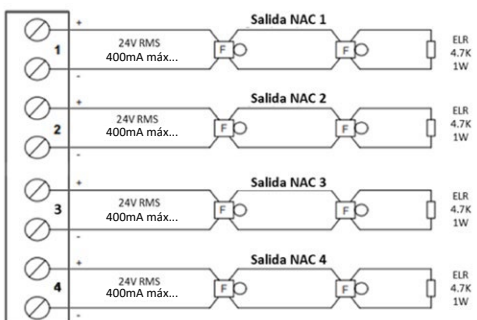 Salida NAC 1
+
1
24V RMS
400mA máx...
F
F
ELR
4.7K
1W
-
Salida NAC 2
+
2
24V RMS
400mA máx...
F
F
ELR
4.7K
1W
-
Salida NAC 3
+
3
24V RMS
400mA máx...
F
F
ELR
4.7K
1W
-
Salida NAC 4
+
4
24V RMS
400mA máx...
F
F
ELR
4.7K
1W
-